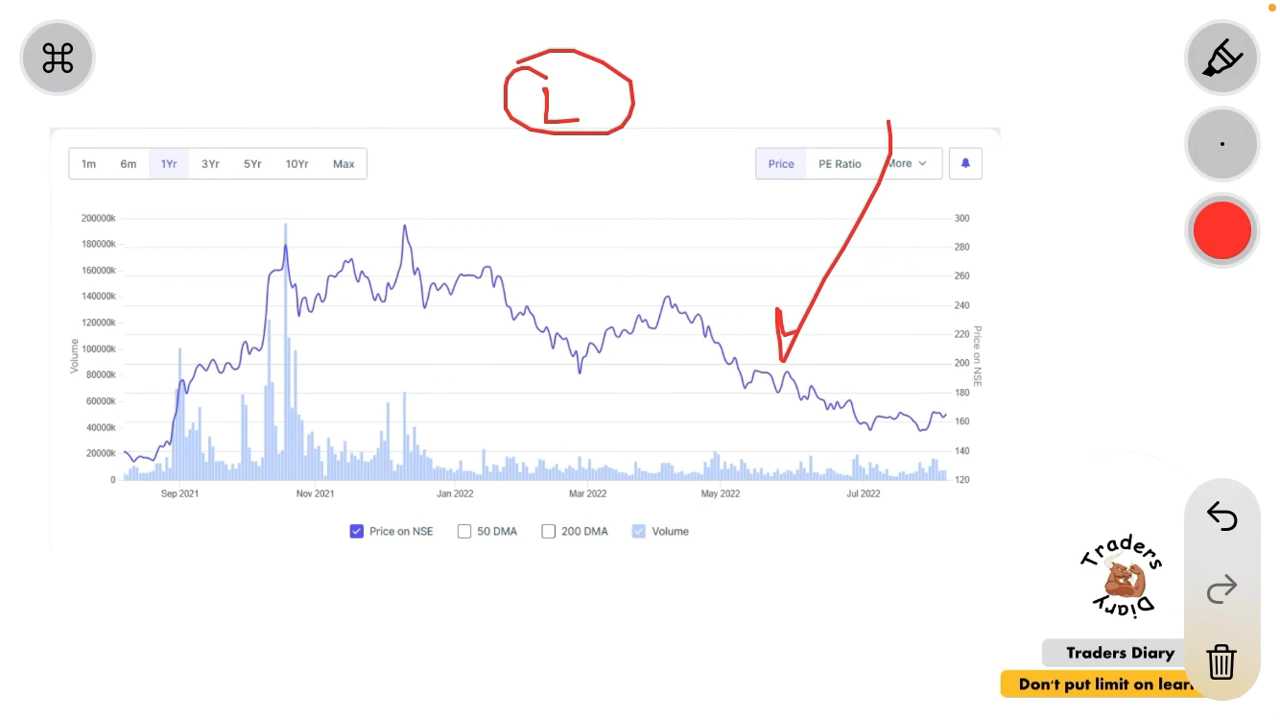 L
1m 6m 1Yr 3Yr 5Yr 10Yr Max Price PE Ratio More
200000k 300
180000k 280
160000k 260
140000k 240
120000k 220
100000k 200
80000k 180
60000k 160
40000k 140
20000k 120
0
Volume
Price on NSE
Sep 2021 Nov 2021 Jan 2022 Mar 2022 May 2022 Jul 2022
Price on NSE 50 DMA 200 DMA Volume
Traders
Diary
Traders Diary
Don't put limit on lear